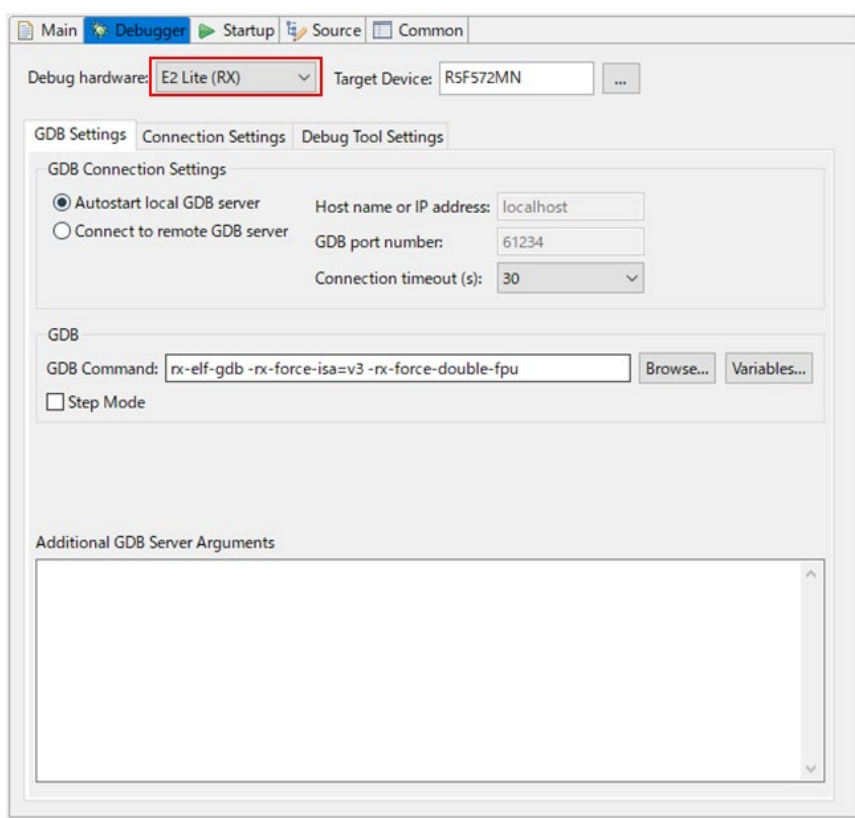 Main Debugger Startup Source Common
Debug hardware: E2 Lite (RX) Target Device: R5F572MN ...
GDB Settings Connection Settings Debug Tool Settings
GDB Connection Settings
Autostart local GDB server
Connect to remote GDB server
Host name or IP address: localhost
GDB port number: 61234
Connection timeout (s): 30
GDB
GDB Command: rx-elf-gdb -rx-force-isa=v3 -rx-force-double-fpu Browse... Variables...
Step Mode
Additional GDB Server Arguments